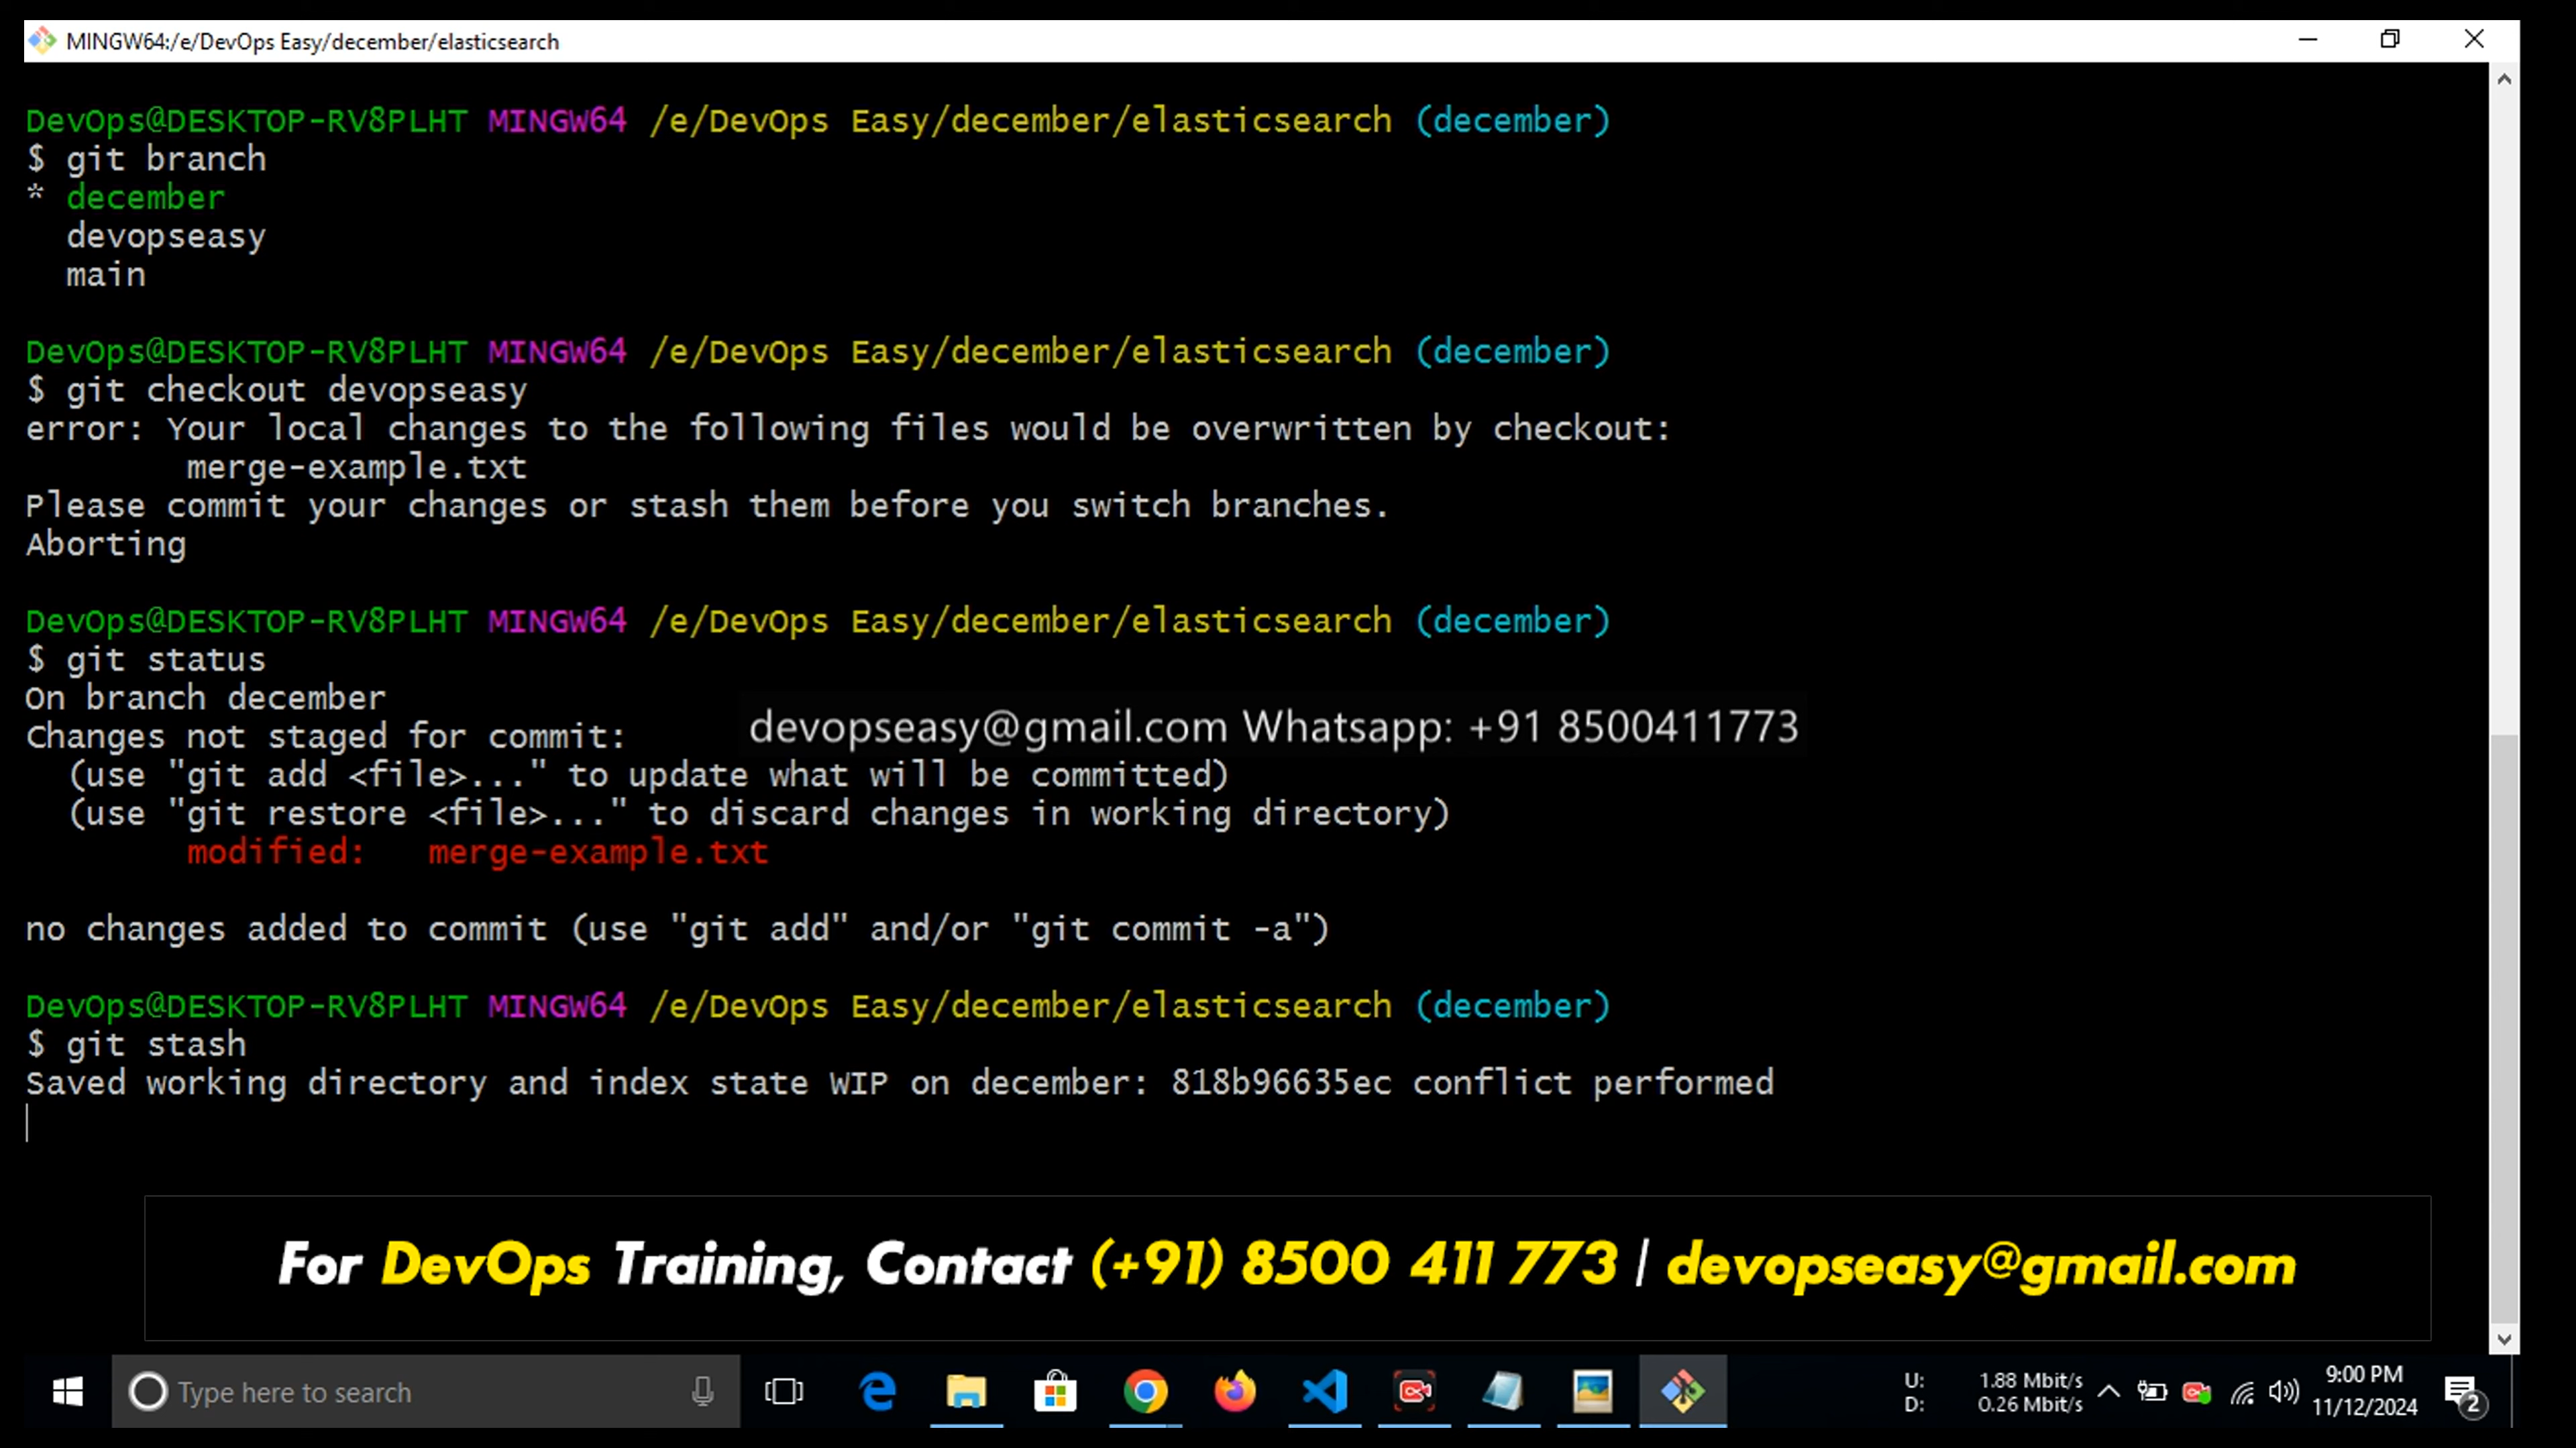 MINGW64:/e/DevOps Easy/december/elasticsearch
DevOps@DESKTOP-RV8PLHT MINGW64 /e/DevOps Easy/december/elasticsearch (december)
$ git branch
* december
devopseasy
main
DevOps@DESKTOP-RV8PLHT MINGW64 /e/DevOps Easy/december/elasticsearch (december)
$ git checkout devopseasy
error: Your local changes to the following files would be overwritten by checkout:
merge-example.txt
Please commit your changes or stash them before you switch branches.
Aborting
DevOps@DESKTOP-RV8PLHT MINGW64 /e/DevOps Easy/december/elasticsearch (december)
$ git status
On branch december
Changes not staged for commit:
devopseasy@gmail.com Whatsapp: +91 8500411773
(use "git add <file>..." to update what will be committed)
(use "git restore <file>..." to discard changes in working directory)
modified:   merge-example.txt
no changes added to commit (use "git add" and/or "git commit -a")
DevOps@DESKTOP-RV8PLHT MINGW64 /e/DevOps Easy/december/elasticsearch (december)
$ git stash
Saved working directory and index state WIP on december: 818b96635ec conflict performed
For DevOps Training, Contact (+91) 8500 411 773 | devopseasy@gmail.com
Type here to search
U: 1.88 Mbit/s
D: 0.26 Mbit/s
9:00 PM
11/12/2024
2